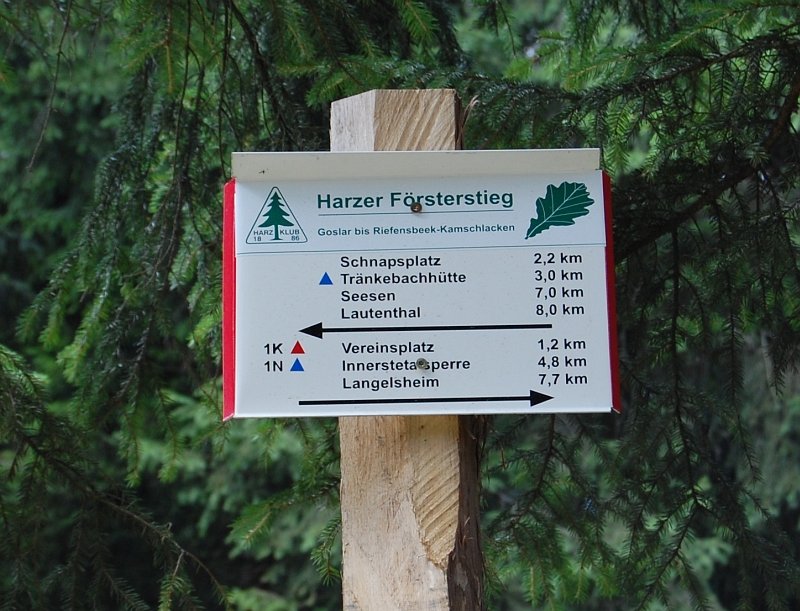 Harzer Försterstieg
HARZ KLUB
18 86
Goslar bis Riefensbeek-Kamschlacken
Schnapsplatz 2,2 km
Tränkebachhütte 3,0 km
Seesen 7,0 km
Lautenthal 8,0 km
1K Vereinsplatz 1,2 km
1N Innerstetalsperre 4,8 km
Langelsheim 7,7 km